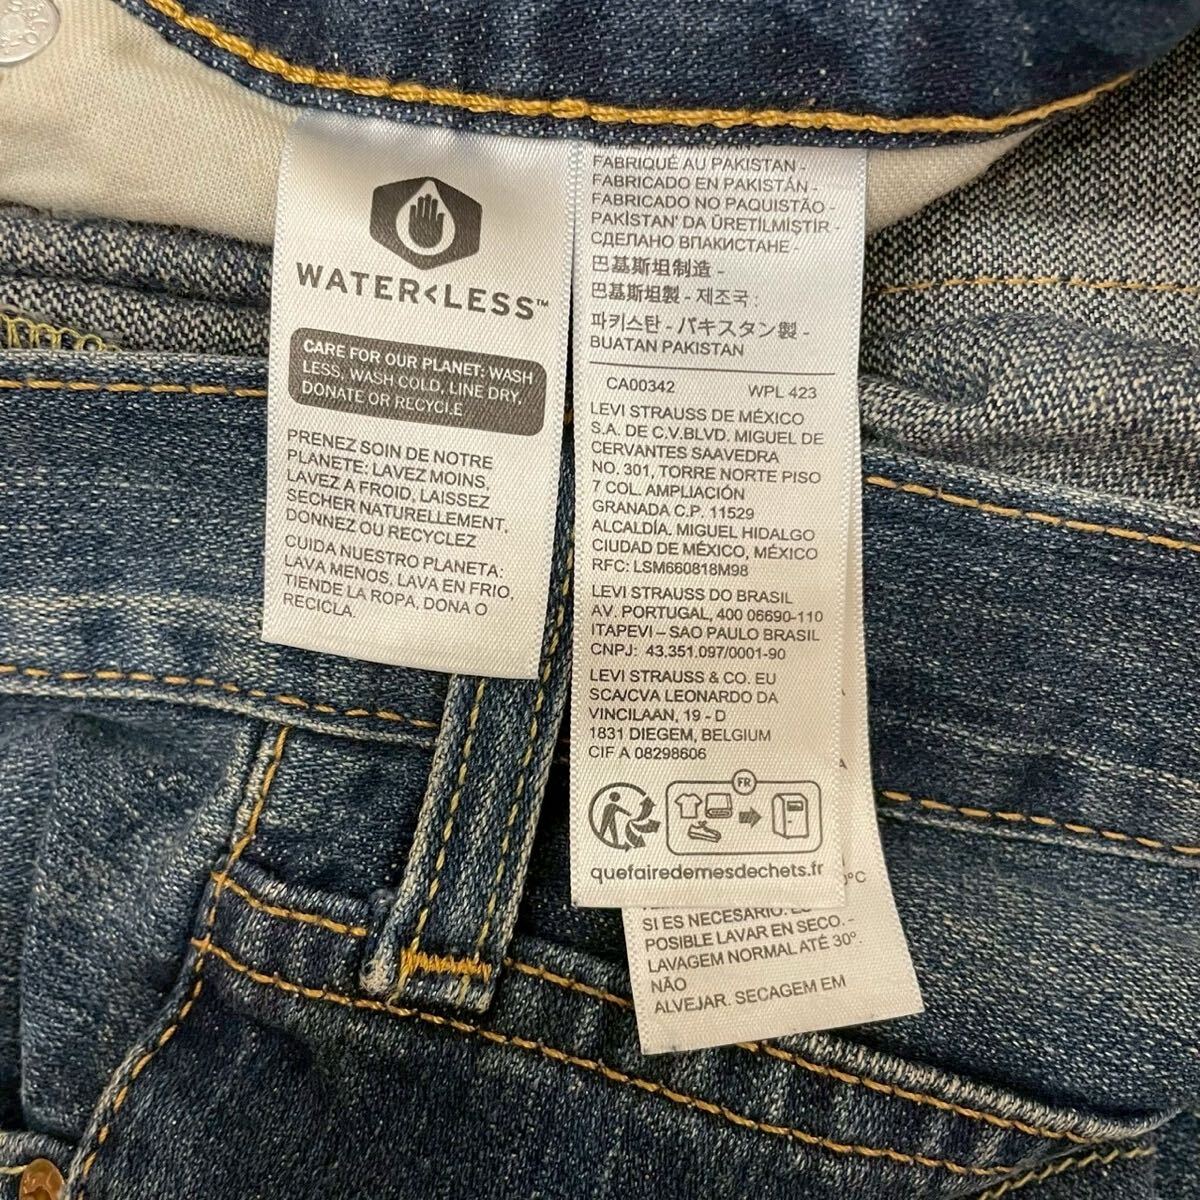 WATER<LESS™
CARE FOR OUR PLANET: WASH
LESS, WASH COLD, LINE DRY,
DONATE OR RECYCLE
PRENEZ SOIN DE NOTRE
PLANETE: LAVEZ MOINS,
LAVEZ A FROID, LAISSEZ
SECHER NATURELLEMENT,
DONNEZ OU RECYCLEZ
CUIDA NUESTRO PLANETA:
LAVA MENOS, LAVA EN FRIO,
TIENDE LA ROPA, DONA O
RECICLA.
FABRIQUÉ AU PAKISTAN -
FABRICADO EN PAKISTÁN -
FABRICADO NO PAQUISTÃO -
PAKİSTAN' DA ÜRETİLMİŞTİR -
СДЕЛАНО ВПАКИСТАНЕ -
巴基斯坦制造 -
巴基斯坦製 - 제조국 :
파키스탄 - パキスタン製 -
BUATAN PAKISTAN
CA00342 WPL 423
LEVI STRAUSS DE MÉXICO
S.A. DE C.V.BLVD. MIGUEL DE
CERVANTES SAAVEDRA
NO. 301, TORRE NORTE PISO
7 COL. AMPLIACIÓN
GRANADA C.P. 11529
ALCALDÍA. MIGUEL HIDALGO
CIUDAD DE MÉXICO, MÉXICO
RFC: LSM660818M98
LEVI STRAUSS DO BRASIL
AV. PORTUGAL, 400 06690-110
ITAPEVI – SAO PAULO BRASIL
CNPJ: 43.351.097/0001-90
LEVI STRAUSS & CO. EU
SCA/CVA LEONARDO DA
VINCILAAN, 19 - D
1831 DIEGEM, BELGIUM
CIF A 08298606
FR
quefairedemesdechets.fr
°C
SI ES NECESARIO.
POSIBLE LAVAR EN SECO. -
LAVAGEM NORMAL ATÉ 30°.
NÃO
ALVEJAR. SECAGEM EM